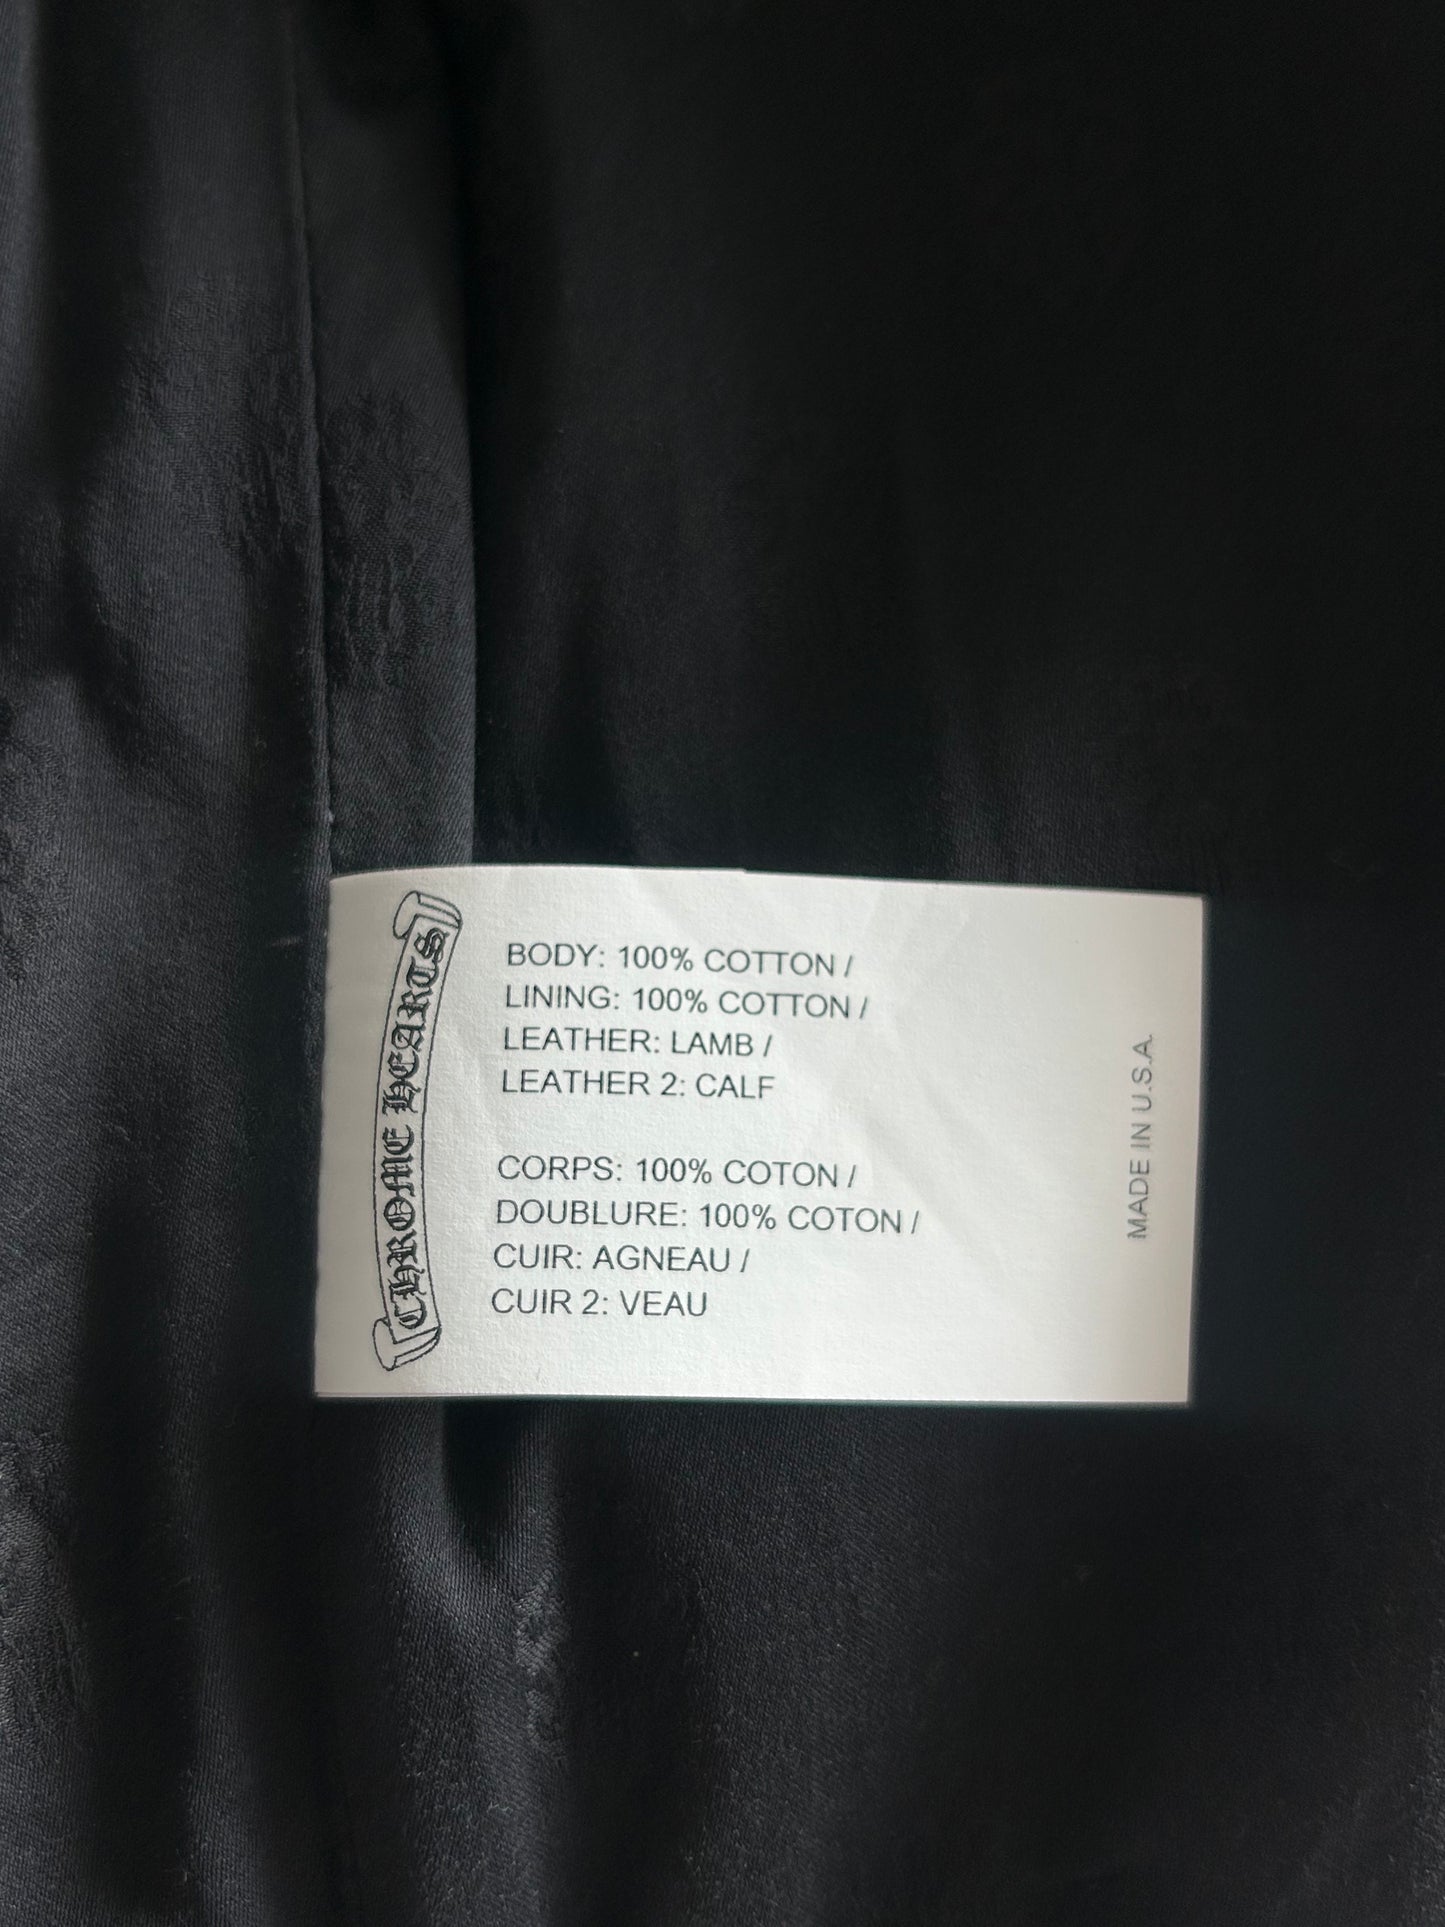 CHROME HEARTS
BODY: 100% COTTON /
LINING: 100% COTTON /
LEATHER: LAMB /
LEATHER 2: CALF
CORPS: 100% COTON /
DOUBLURE: 100% COTON /
CUIR: AGNEAU /
CUIR 2: VEAU
MADE IN U.S.A.